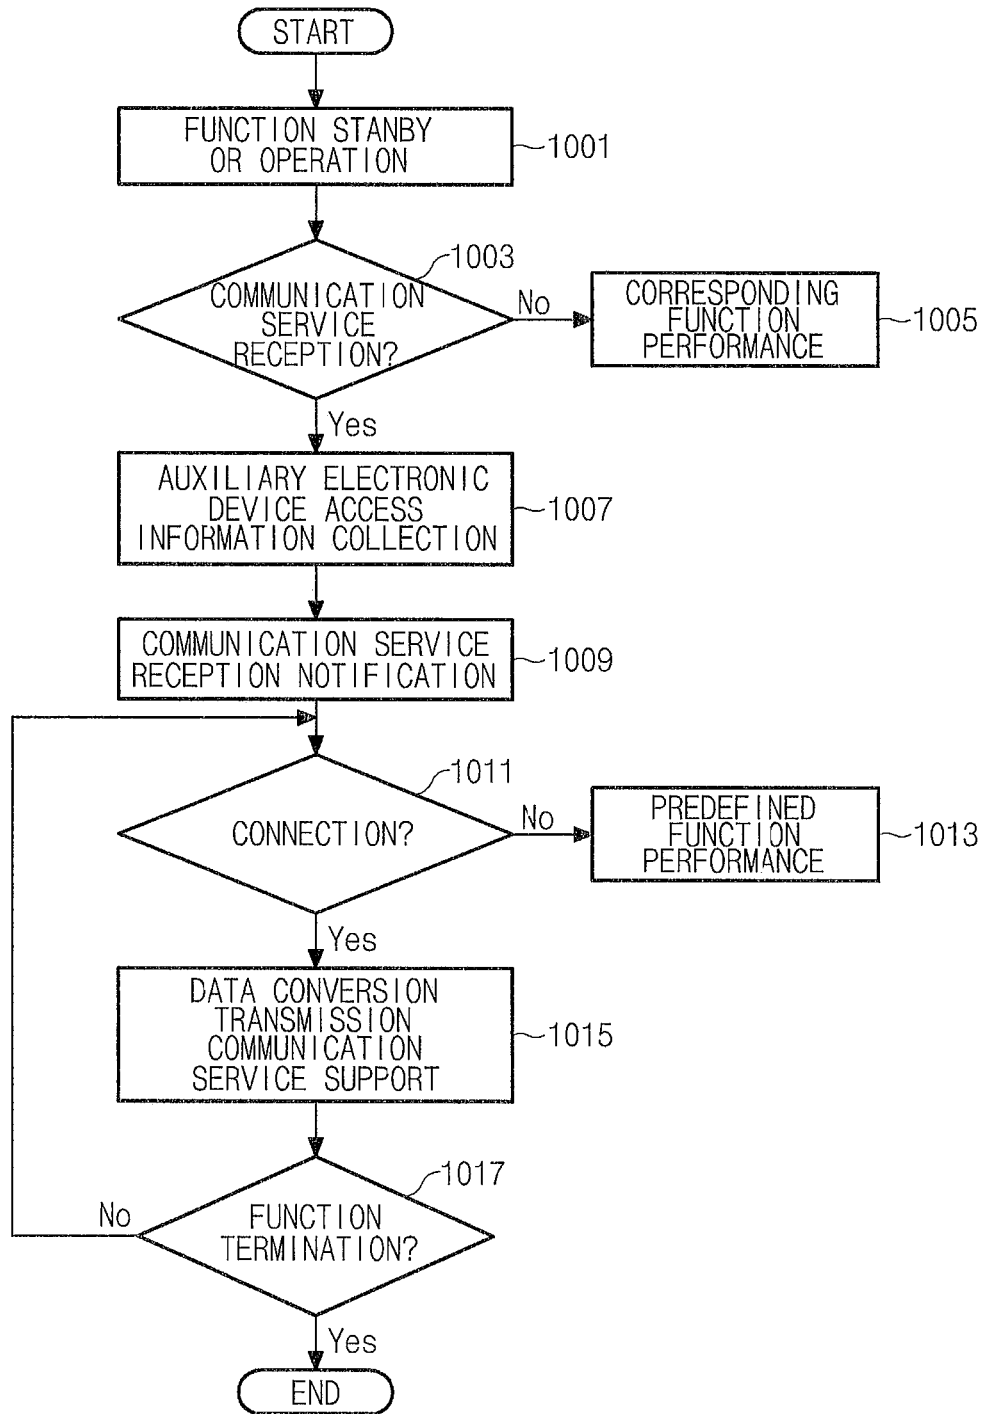 START
FUNCTION STANBY
OR OPERATION
1001
1003
COMMUNICATION
SERVICE
RECEPTION?
No
CORRESPONDING
FUNCTION
PERFORMANCE
1005
Yes
AUXILIARY ELECTRONIC
DEVICE ACCESS
INFORMATION COLLECTION
1007
COMMUNICATION SERVICE
RECEPTION NOTIFICATION
1009
1011
CONNECTION?
No
PREDEFINED
FUNCTION
PERFORMANCE
1013
Yes
DATA CONVERSION
TRANSMISSION
COMMUNICATION
SERVICE SUPPORT
1015
1017
No
FUNCTION
TERMINATION?
Yes
END